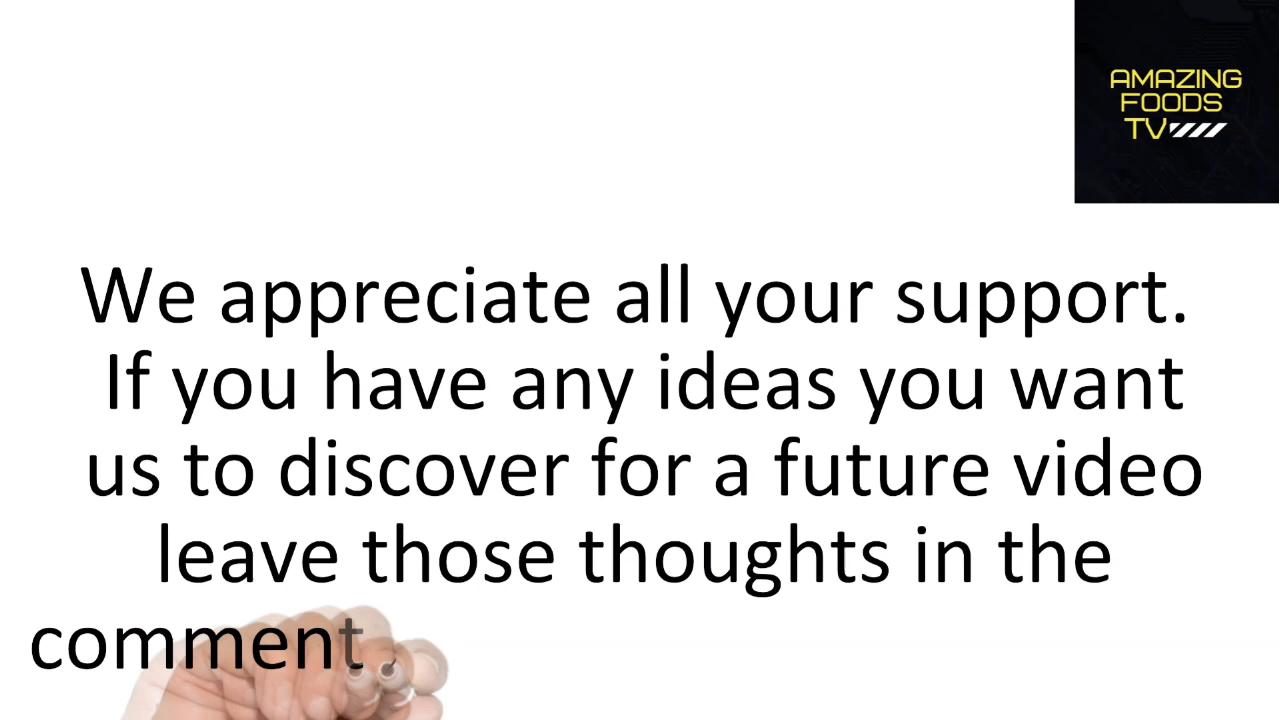 AMAZING
FOODS
TV
We appreciate all your support.
If you have any ideas you want
us to discover for a future video
leave those thoughts in the
comment